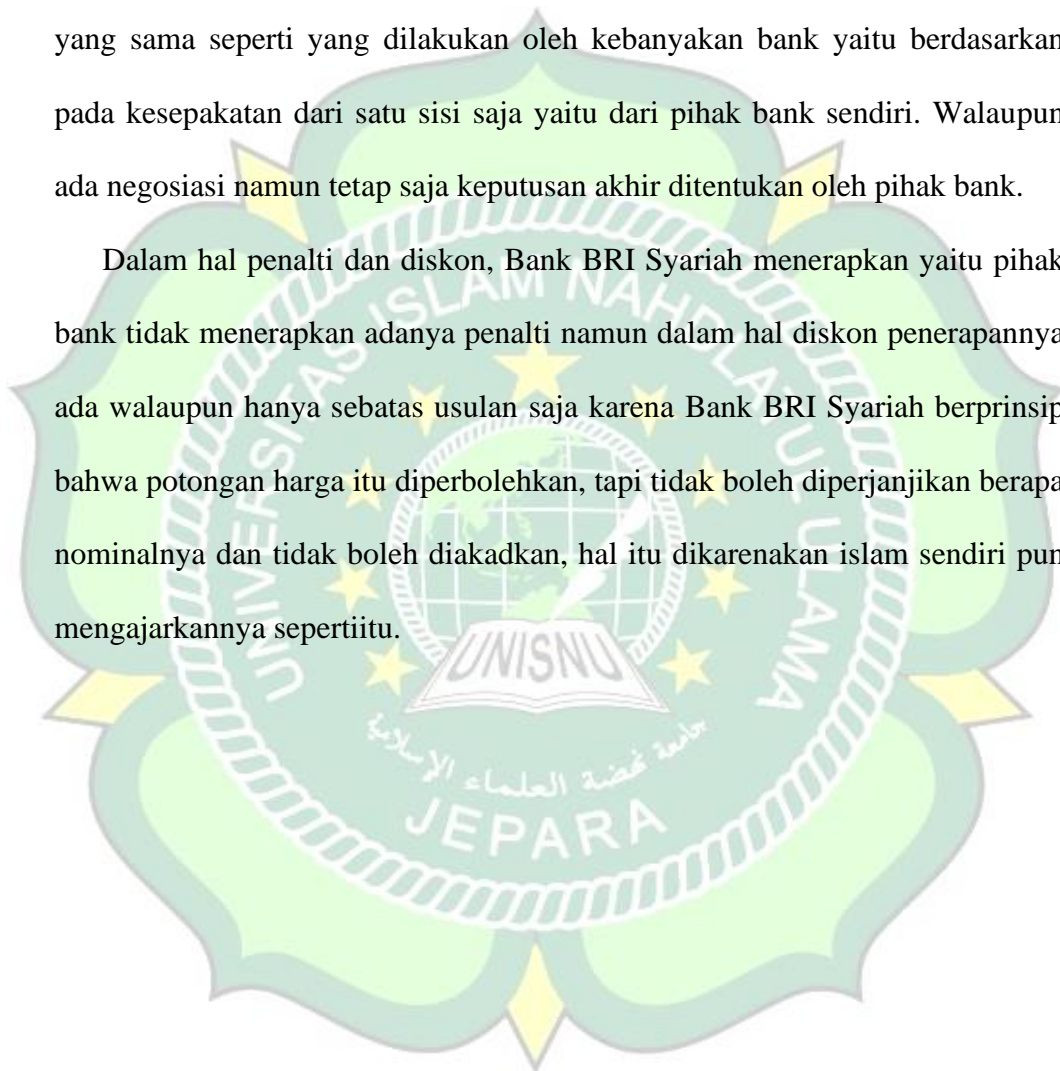 yang sama seperti yang dilakukan oleh kebanyakan bank yaitu berdasarkan
pada kesepakatan dari satu sisi saja yaitu dari pihak bank sendiri. Walaupun
ada negosiasi namun tetap saja keputusan akhir ditentukan oleh pihak bank.
Dalam hal penalti dan diskon, Bank BRI Syariah menerapkan yaitu pihak
bank tidak menerapkan adanya penalti namun dalam hal diskon penerapannya
ada walaupun hanya sebatas usulan saja karena Bank BRI Syariah berprinsip
bahwa potongan harga itu diperbolehkan, tapi tidak boleh diperjanjikan berapa
nominalnya dan tidak boleh diakadkan, hal itu dikarenakan islam sendiri pun
mengajarkannya sepertiitu.
UNIVERSITAS ISLAM NAHDLATUL ULAMA
UNISNU
جامعة نهضة العلماء الإسلامية
JEPARA